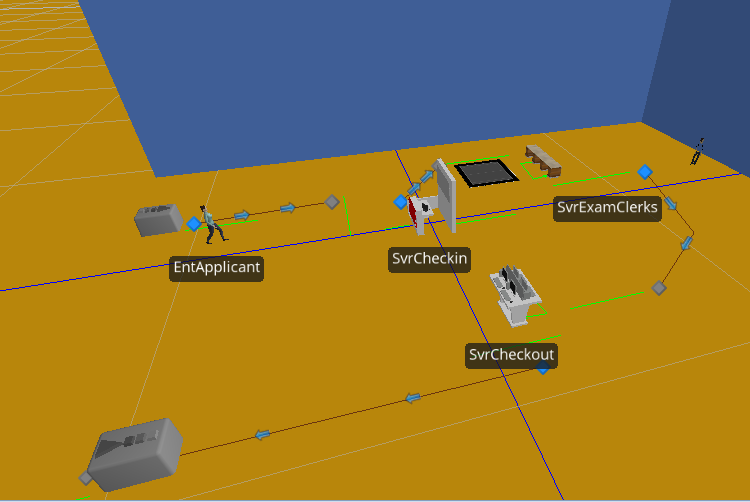 SvrExamClerks
EntApplicant
SvrCheckin
SvrCheckout